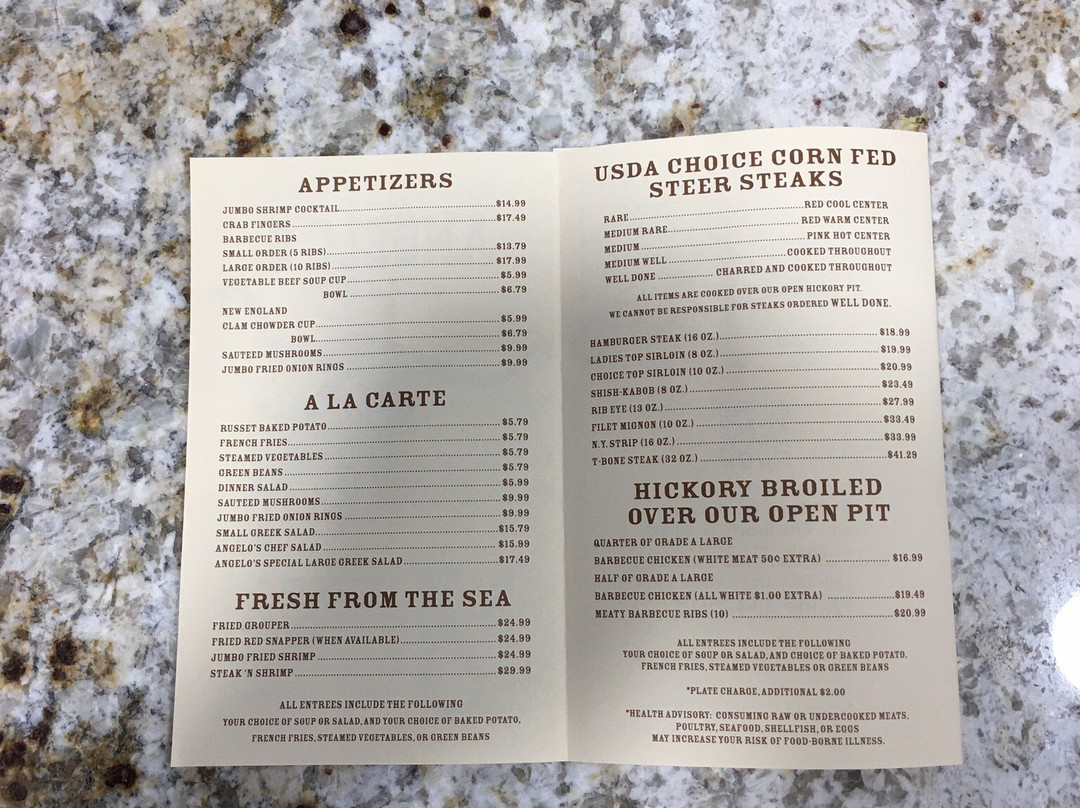 APPETIZERS
JUMBO SHRIMP COCKTAIL $14.99
CRAB FINGERS $17.49
BARBECUE RIBS
SMALL ORDER (5 RIBS) $13.79
LARGE ORDER (10 RIBS) $17.99
VEGETABLE BEEF SOUP CUP $5.99
BOWL $6.79
NEW ENGLAND
CLAM CHOWDER CUP $5.99
BOWL $6.79
SAUTEED MUSHROOMS $9.99
JUMBO FRIED ONION RINGS $9.99
A LA CARTE
RUSSET BAKED POTATO $5.79
FRENCH FRIES $5.79
STEAMED VEGETABLES $5.79
GREEN BEANS $5.79
DINNER SALAD $5.99
SAUTEED MUSHROOMS $9.99
JUMBO FRIED ONION RINGS $9.99
SMALL GREEK SALAD $15.79
ANGELO'S CHEF SALAD $15.99
ANGELO'S SPECIAL LARGE GREEK SALAD $17.49
FRESH FROM THE SEA
FRIED GROUPER $24.99
FRIED RED SNAPPER (WHEN AVAILABLE) $24.99
JUMBO FRIED SHRIMP $24.99
STEAK 'N SHRIMP $29.99
ALL ENTREES INCLUDE THE FOLLOWING
YOUR CHOICE OF SOUP OR SALAD, AND YOUR CHOICE OF BAKED POTATO,
FRENCH FRIES, STEAMED VEGETABLES, OR GREEN BEANS
USDA CHOICE CORN FED
STEER STEAKS
RARE RED COOL CENTER
MEDIUM RARE RED WARM CENTER
MEDIUM PINK HOT CENTER
MEDIUM WELL COOKED THROUGHOUT
WELL DONE CHARRED AND COOKED THROUGHOUT
ALL ITEMS ARE COOKED OVER OUR OPEN HICKORY PIT.
WE CANNOT BE RESPONSIBLE FOR STEAKS ORDERED WELL DONE.
HAMBURGER STEAK (16 OZ.) $18.99
LADIES TOP SIRLOIN (8 OZ.) $19.99
CHOICE TOP SIRLOIN (10 OZ.) $20.99
SHISH-KABOB (8 OZ.) $23.49
RIB EYE (13 OZ.) $27.99
FILET MIGNON (10 OZ.) $33.49
N.Y. STRIP (16 OZ.) $33.99
T-BONE STEAK (32 OZ.) $41.29
HICKORY BROILED
OVER OUR OPEN PIT
QUARTER OF GRADE A LARGE
BARBECUE CHICKEN (WHITE MEAT 50¢ EXTRA) $16.99
HALF OF GRADE A LARGE
BARBECUE CHICKEN (ALL WHITE $1.00 EXTRA) $19.49
MEATY BARBECUE RIBS (10) $20.99
ALL ENTREES INCLUDE THE FOLLOWING
YOUR CHOICE OF SOUP OR SALAD, AND CHOICE OF BAKED POTATO,
FRENCH FRIES, STEAMED VEGETABLES OR GREEN BEANS
*PLATE CHARGE, ADDITIONAL $2.00
*HEALTH ADVISORY: CONSUMING RAW OR UNDERCOOKED MEATS,
POULTRY, SEAFOOD, SHELLFISH, OR EGGS
MAY INCREASE YOUR RISK OF FOOD-BORNE ILLNESS.